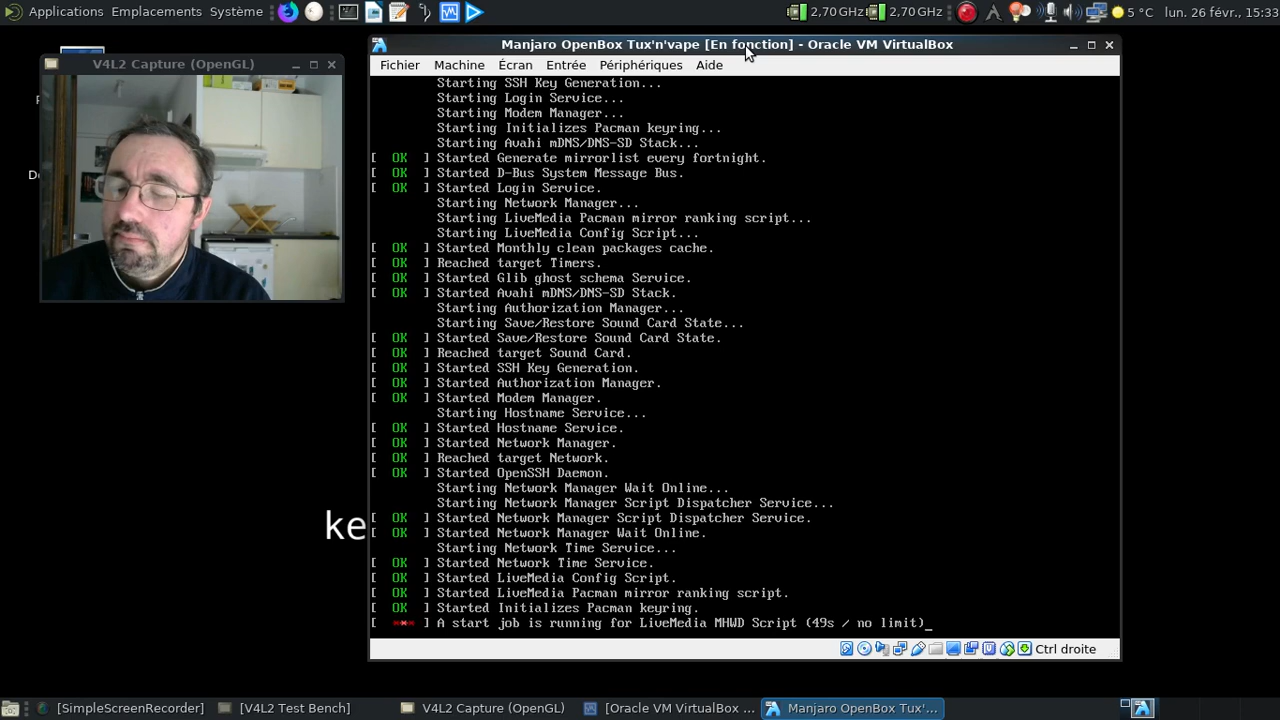 Applications Emplacements Système
2,70 GHz 2,70 GHz
5 °C lun. 26 févr., 15:33
V4L2 Capture (OpenGL)
D
ke
Manjaro OpenBox Tux'n'vape [En fonction] - Oracle VM VirtualBox
Fichier Machine Écran Entrée Périphériques Aide
Starting SSH Key Generation...
Starting Login Service...
Starting Modem Manager...
Starting Initializes Pacman keyring...
Starting Avahi mDNS/DNS-SD Stack...
[ OK ] Started Generate mirrorlist every fortnight.
[ OK ] Started D-Bus System Message Bus.
[ OK ] Started Login Service.
Starting Network Manager...
Starting LiveMedia Pacman mirror ranking script...
Starting LiveMedia Config Script...
[ OK ] Started Monthly clean packages cache.
[ OK ] Reached target Timers.
[ OK ] Started Glib ghost schema Service.
[ OK ] Started Avahi mDNS/DNS-SD Stack.
Starting Authorization Manager...
Starting Save/Restore Sound Card State...
[ OK ] Started Save/Restore Sound Card State.
[ OK ] Reached target Sound Card.
[ OK ] Started SSH Key Generation.
[ OK ] Started Authorization Manager.
[ OK ] Started Modem Manager.
Starting Hostname Service...
[ OK ] Started Hostname Service.
[ OK ] Started Network Manager.
[ OK ] Reached target Network.
[ OK ] Started OpenSSH Daemon.
Starting Network Manager Wait Online...
Starting Network Manager Script Dispatcher Service...
[ OK ] Started Network Manager Script Dispatcher Service.
[ OK ] Started Network Manager Wait Online.
Starting Network Time Service...
[ OK ] Started Network Time Service.
[ OK ] Started LiveMedia Config Script.
[ OK ] Started LiveMedia Pacman mirror ranking script.
[ OK ] Started Initializes Pacman keyring.
[ *** ] A start job is running for LiveMedia MHWD Script (49s / no limit)_
Ctrl droite
[SimpleScreenRecorder] [V4L2 Test Bench] V4L2 Capture (OpenGL) [Oracle VM VirtualBox ... Manjaro OpenBox Tux'...